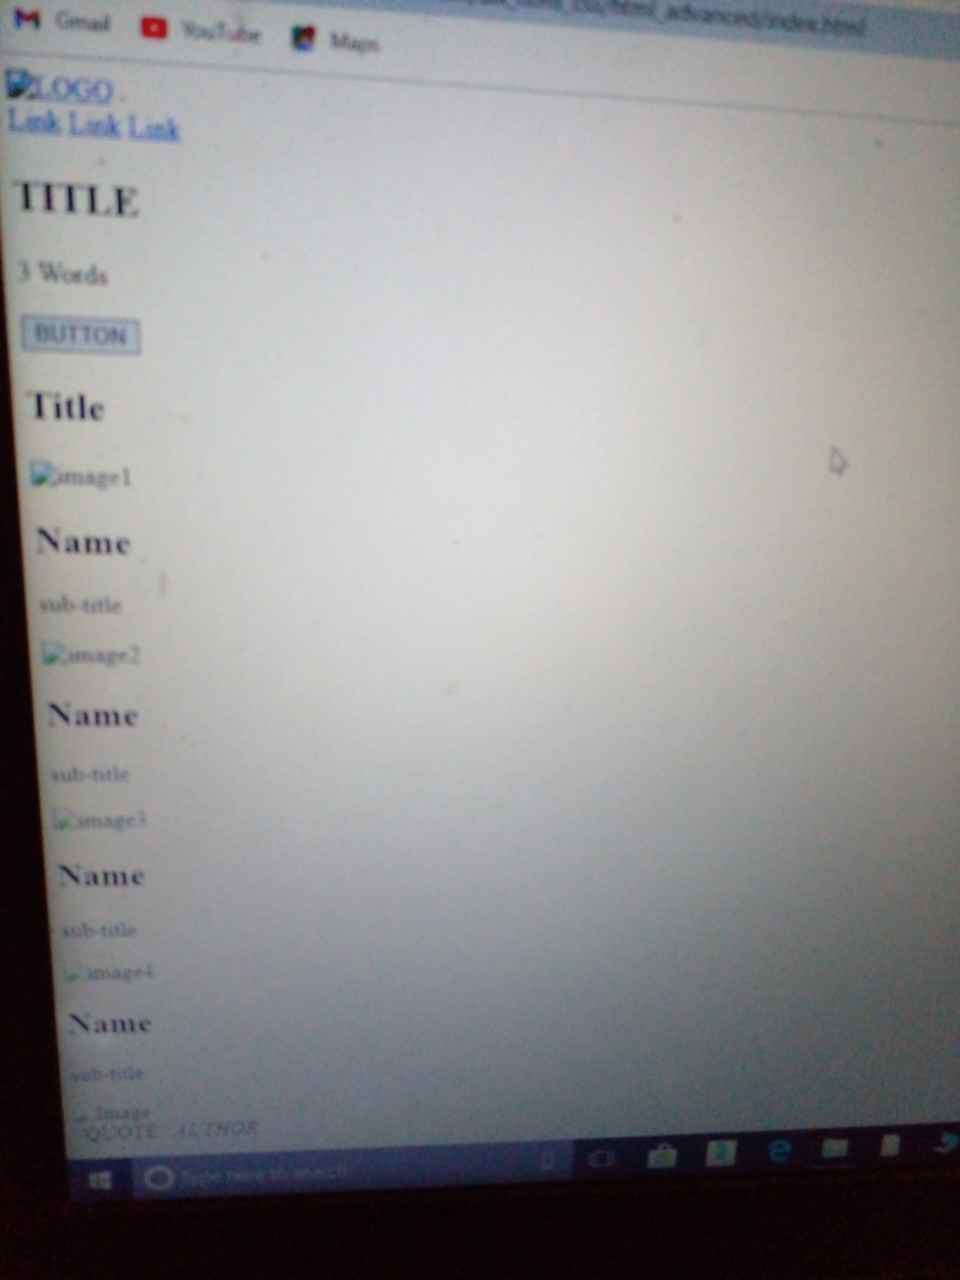 html_advanced/index.html
Gmail YouTube Maps
LOGO
Link Link Link
TITLE
3 Words
BUTTON
Title
image1
Name
sub-title
image2
Name
sub-title
image3
Name
sub-title
image4
Name
sub-title
Image
QUOTE AUTHOR
Type here to search